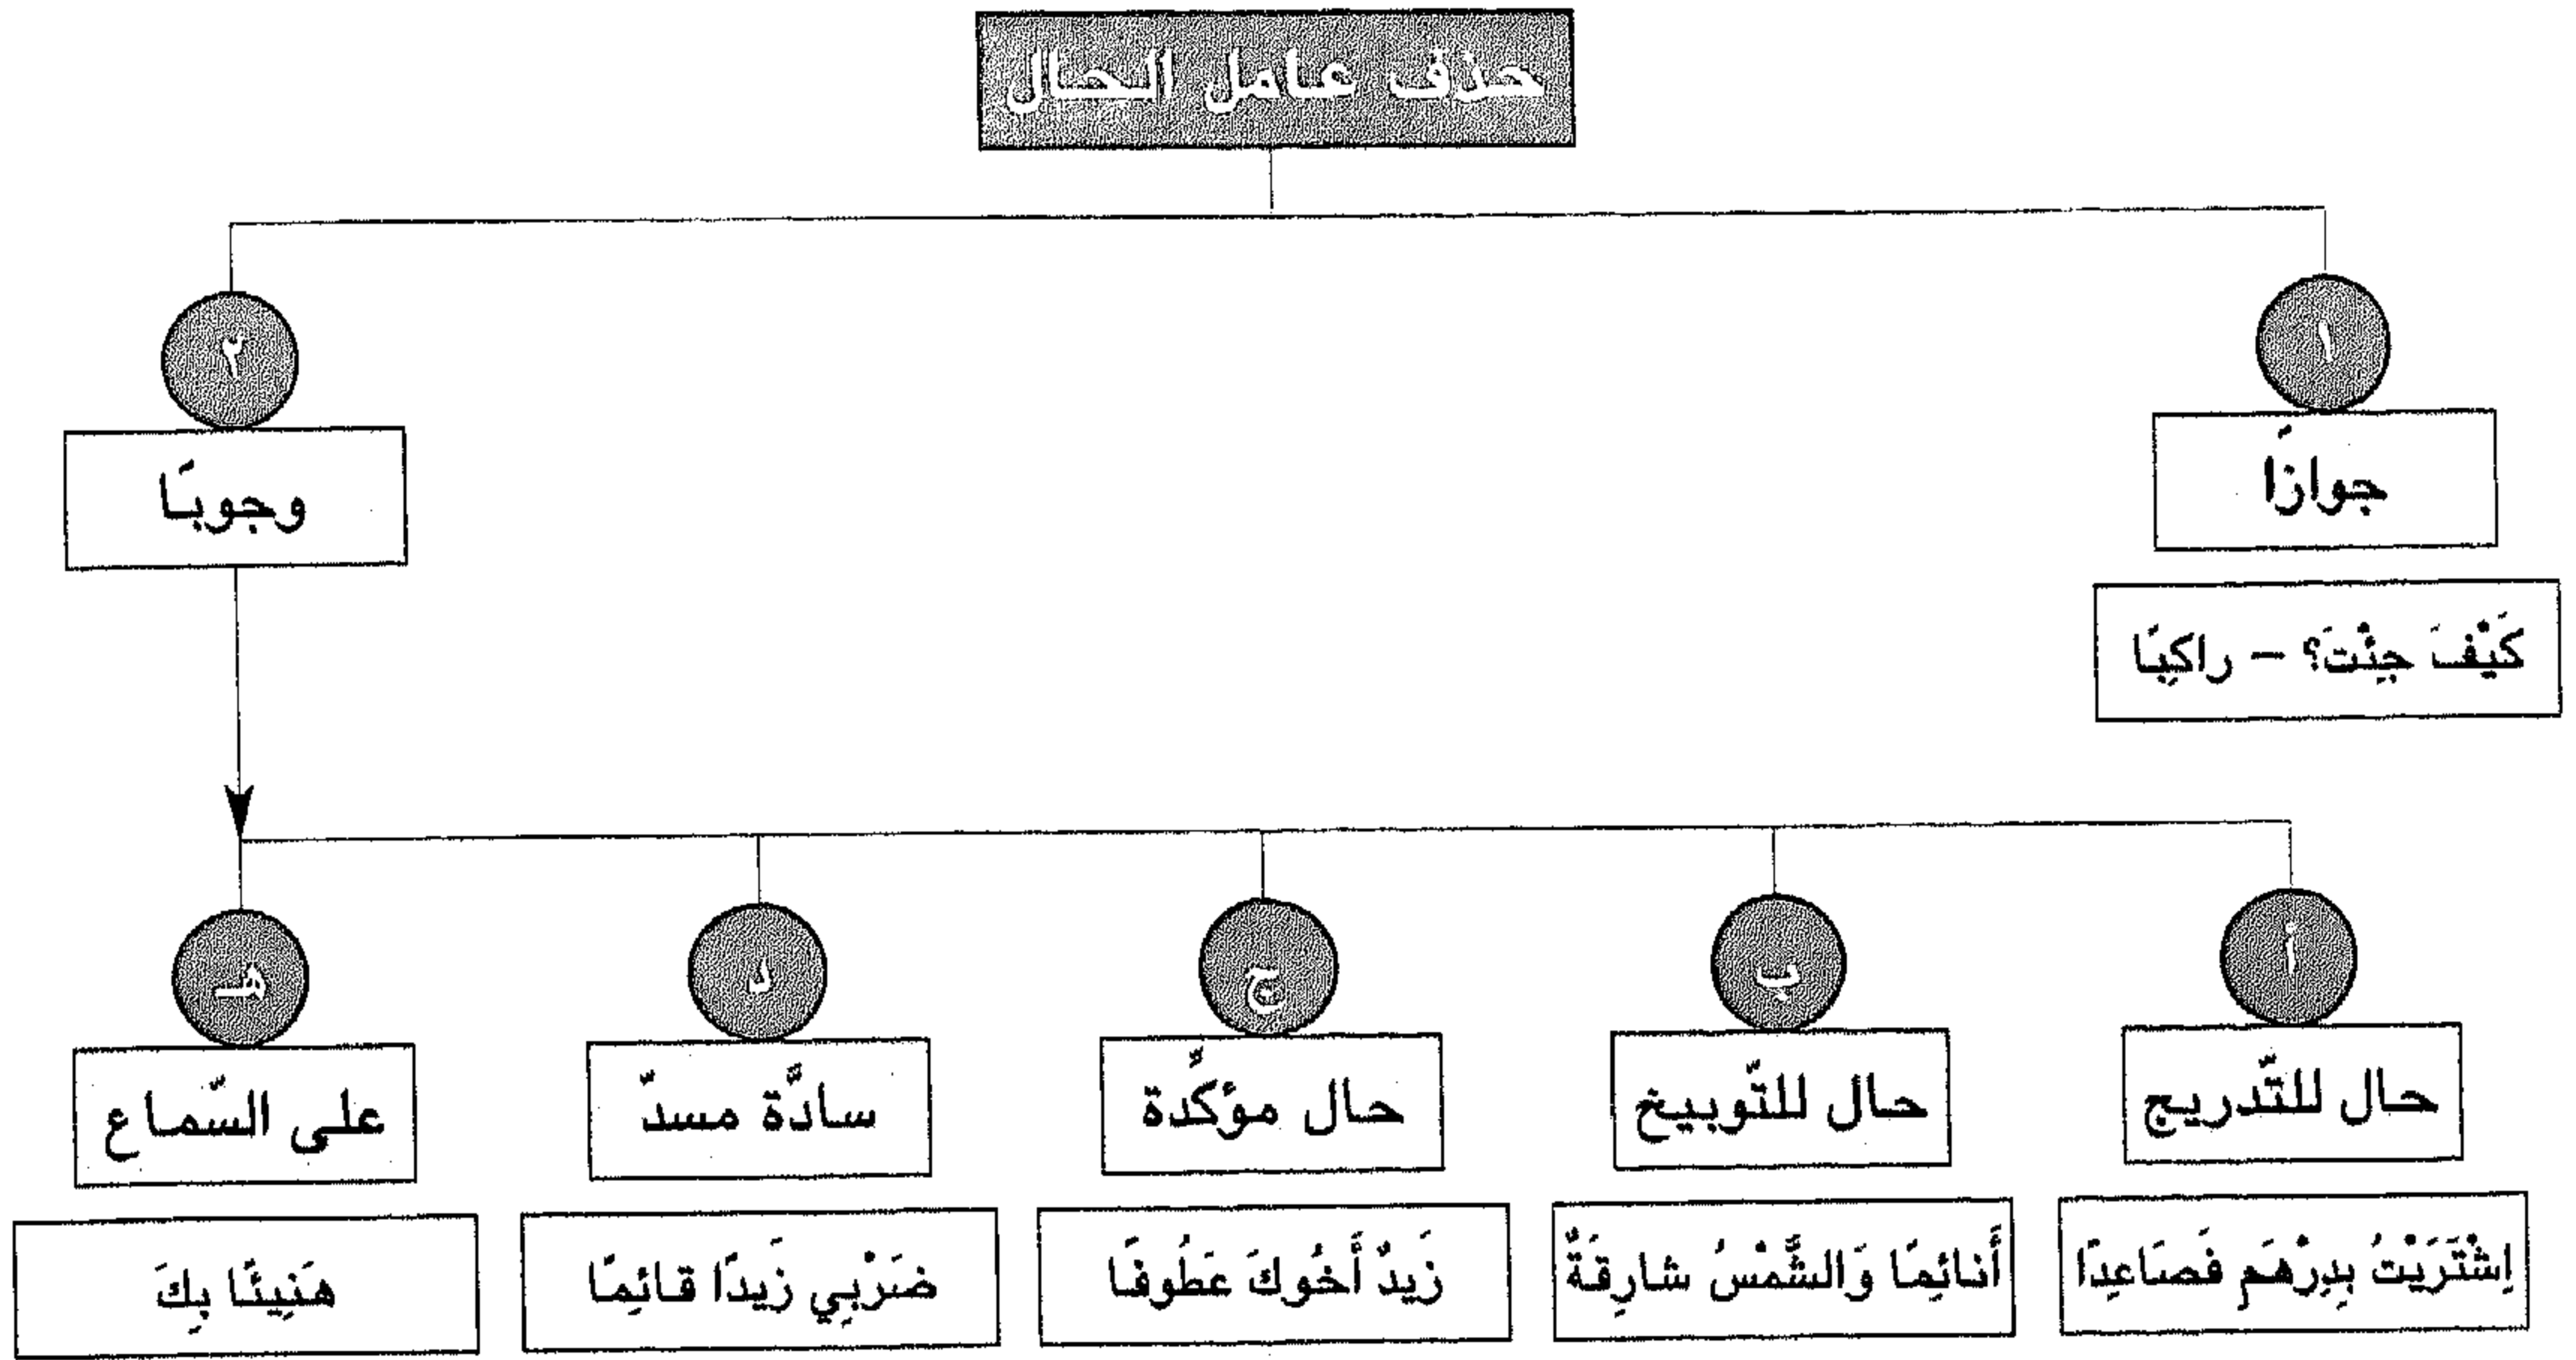 حذف عامل الحال
١
جوازًا
كَيْفَ جِئْتَ؟ – راكِبًا
٢
وجوبًا
أ
حال للتّدريج
اِشْتَرَيْتُ بِدِرْهَمٍ فَصَاعِدًا
ب
حال للتّوبيخ
أَنائِمًا وَالشَّمْسُ شارِقَةٌ
ج
حال مؤكِّدة
زَيدٌ أَخُوكَ عَطُوفًا
د
سادَّة مسدّ
ضَرْبِي زَيدًا قائِمًا
هـ
على السّماع
هَنِيئًا بِكَ